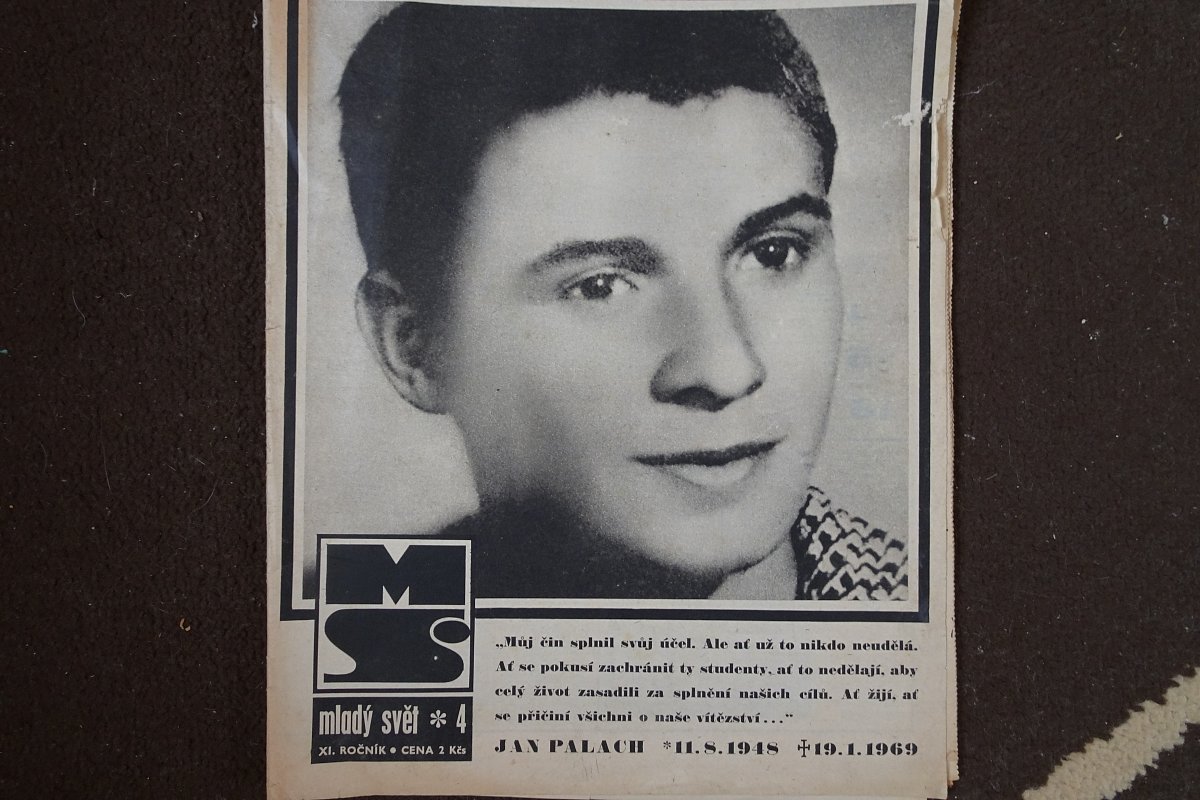 MS
mladý svět * 4
XI. ROČNÍK • CENA 2 Kčs
„Můj čin splnil svůj účel. Ale ať už to nikdo neudělá.
Ať se pokusí zachránit ty studenty, ať to nedělají, aby
celý život zasadili za splnění našich cílů. Ať žijí, ať
se přičiní všichni o naše vítězství...“
JAN PALACH *11.8.1948 ✝19.1.1969